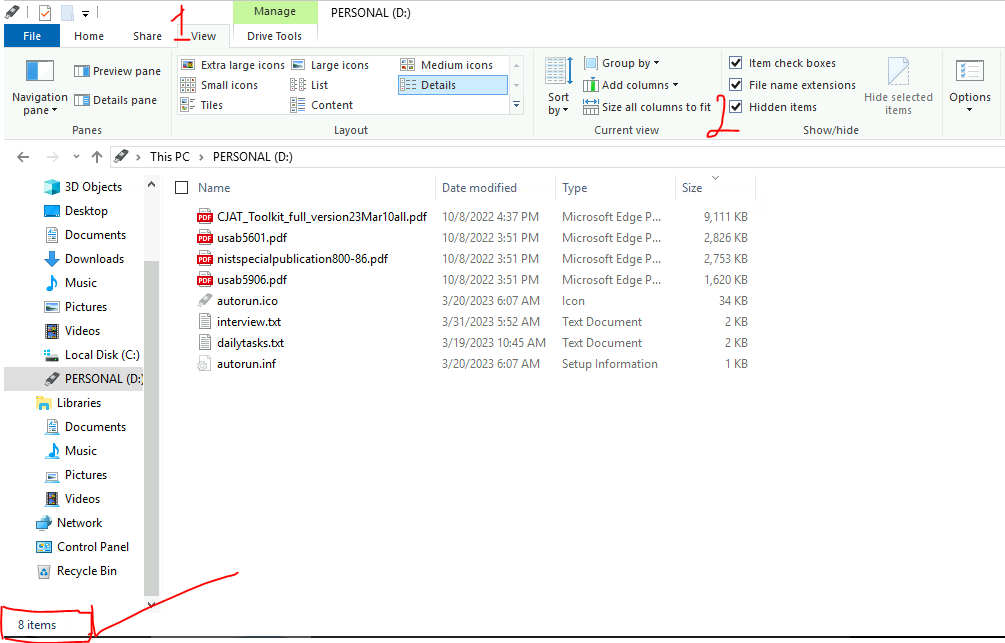 Manage
PERSONAL (D:)
1
File
Home
Share
View
Drive Tools
Navigation pane
Preview pane
Details pane
Panes
Extra large icons
Large icons
Medium icons
Small icons
List
Details
Tiles
Content
Layout
Sort by
Group by
Add columns
Size all columns to fit
Current view
2
Item check boxes
File name extensions
Hidden items
Hide selected items
Show/hide
Options
This PC > PERSONAL (D:)
3D Objects
Desktop
Documents
Downloads
Music
Pictures
Videos
Local Disk (C:)
PERSONAL (D:)
Libraries
Documents
Music
Pictures
Videos
Network
Control Panel
Recycle Bin
Name Date modified Type Size
PDF CJAT_Toolkit_full_version23Mar10all.pdf 10/8/2022 4:37 PM Microsoft Edge P... 9,111 KB
PDF usab5601.pdf 10/8/2022 3:51 PM Microsoft Edge P... 2,826 KB
PDF nistspecialpublication800-86.pdf 10/8/2022 3:51 PM Microsoft Edge P... 2,753 KB
PDF usab5906.pdf 10/8/2022 3:51 PM Microsoft Edge P... 1,620 KB
autorun.ico 3/20/2023 6:07 AM Icon 34 KB
interview.txt 3/31/2023 5:52 AM Text Document 2 KB
dailytasks.txt 3/19/2023 10:45 AM Text Document 2 KB
autorun.inf 3/20/2023 6:07 AM Setup Information 1 KB
8 items